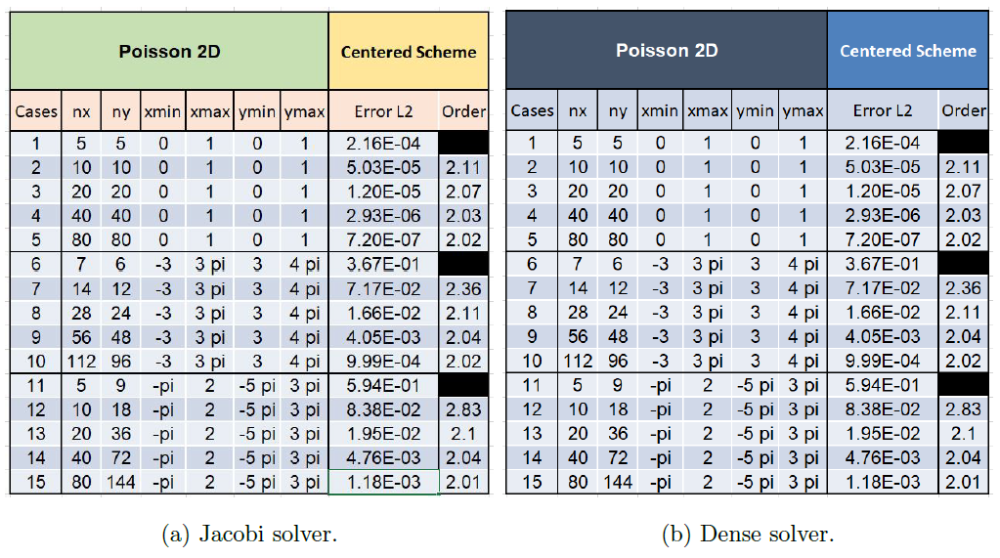 Poisson 2D Centered Scheme
Cases nx ny xmin xmax ymin ymax Error L2 Order
1 5 5 0 1 0 1 2.16E-04
2 10 10 0 1 0 1 5.03E-05 2.11
3 20 20 0 1 0 1 1.20E-05 2.07
4 40 40 0 1 0 1 2.93E-06 2.03
5 80 80 0 1 0 1 7.20E-07 2.02
6 7 6 -3 3 pi 3 4 pi 3.67E-01
7 14 12 -3 3 pi 3 4 pi 7.17E-02 2.36
8 28 24 -3 3 pi 3 4 pi 1.66E-02 2.11
9 56 48 -3 3 pi 3 4 pi 4.05E-03 2.04
10 112 96 -3 3 pi 3 4 pi 9.99E-04 2.02
11 5 9 -pi 2 -5 pi 3 pi 5.94E-01
12 10 18 -pi 2 -5 pi 3 pi 8.38E-02 2.83
13 20 36 -pi 2 -5 pi 3 pi 1.95E-02 2.1
14 40 72 -pi 2 -5 pi 3 pi 4.76E-03 2.04
15 80 144 -pi 2 -5 pi 3 pi 1.18E-03 2.01
(a) Jacobi solver.
Poisson 2D Centered Scheme
Cases nx ny xmin xmax ymin ymax Error L2 Order
1 5 5 0 1 0 1 2.16E-04
2 10 10 0 1 0 1 5.03E-05 2.11
3 20 20 0 1 0 1 1.20E-05 2.07
4 40 40 0 1 0 1 2.93E-06 2.03
5 80 80 0 1 0 1 7.20E-07 2.02
6 7 6 -3 3 pi 3 4 pi 3.67E-01
7 14 12 -3 3 pi 3 4 pi 7.17E-02 2.36
8 28 24 -3 3 pi 3 4 pi 1.66E-02 2.11
9 56 48 -3 3 pi 3 4 pi 4.05E-03 2.04
10 112 96 -3 3 pi 3 4 pi 9.99E-04 2.02
11 5 9 -pi 2 -5 pi 3 pi 5.94E-01
12 10 18 -pi 2 -5 pi 3 pi 8.38E-02 2.83
13 20 36 -pi 2 -5 pi 3 pi 1.95E-02 2.1
14 40 72 -pi 2 -5 pi 3 pi 4.76E-03 2.04
15 80 144 -pi 2 -5 pi 3 pi 1.18E-03 2.01
(b) Dense solver.